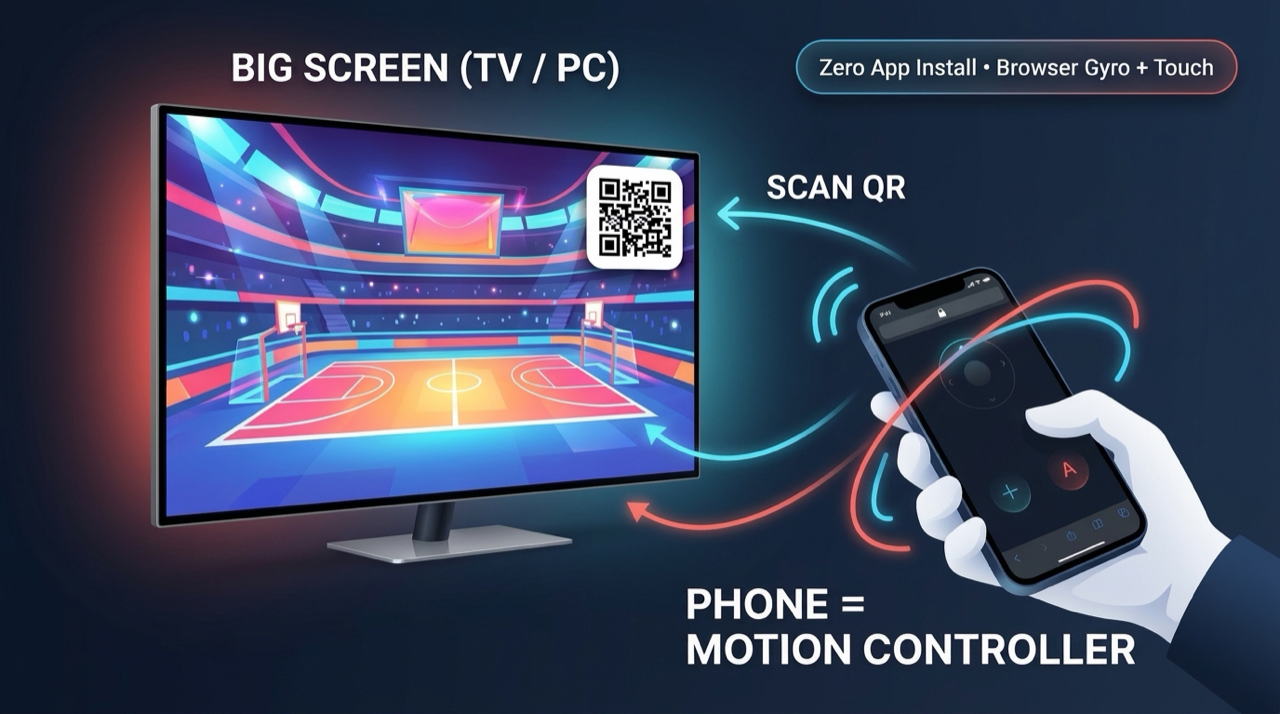 BIG SCREEN (TV / PC)
Zero App Install • Browser Gyro + Touch
SCAN QR
A
PHONE =
MOTION CONTROLLER